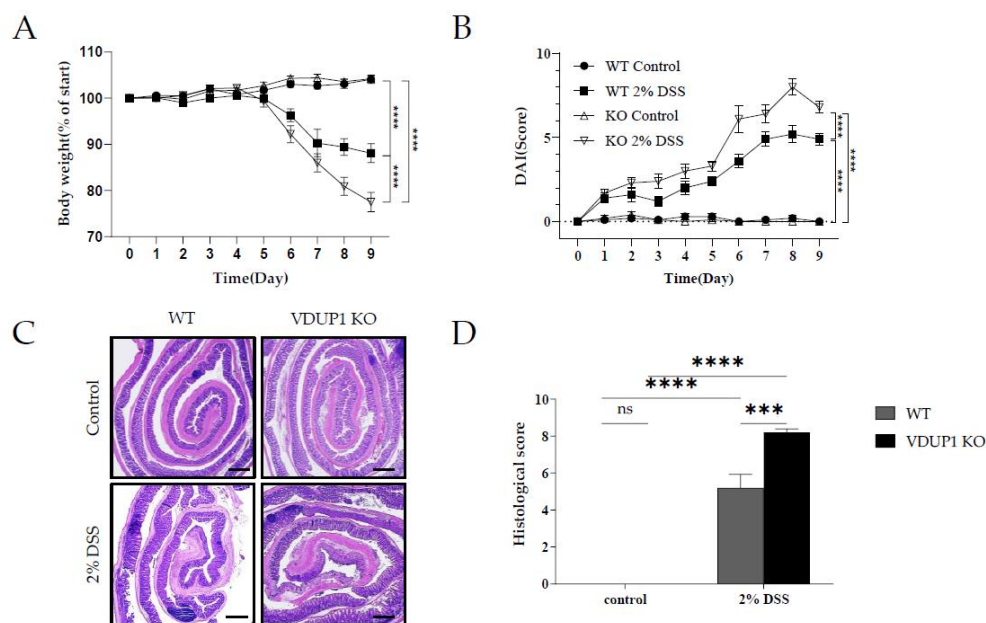 A
110
100
90
80
70
Body weight(% of start)
0 1 2 3 4 5 6 7 8 9
Time(Day)
****
****
****
B
10
5
0
DAI(Score)
WT Control
WT 2% DSS
KO Control
KO 2% DSS
0 1 2 3 4 5 6 7 8 9
Time(Day)
****
****
****
C
WT VDUP1 KO
Control
2% DSS
D
****
****
ns
***
10
8
6
4
2
0
Histological score
control 2% DSS
WT
VDUP1 KO